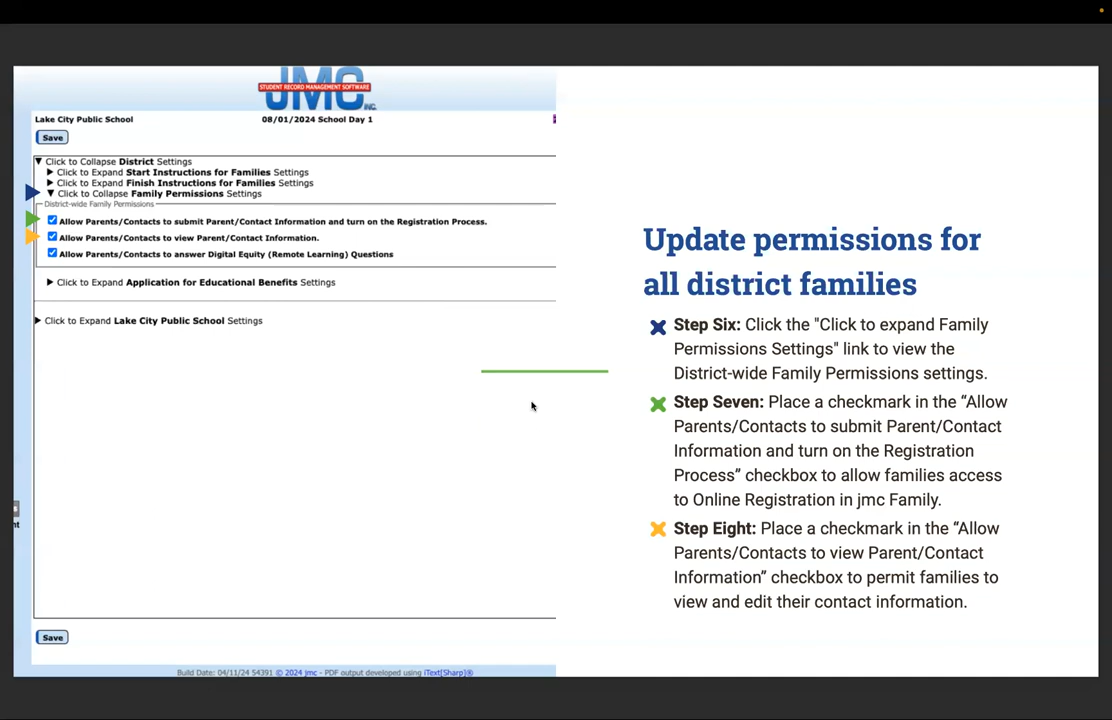 JMC
STUDENT RECORD MANAGEMENT SOFTWARE
INC.
Lake City Public School
08/01/2024 School Day 1
Save
▼ Click to Collapse District Settings
▶ Click to Expand Start Instructions for Families Settings
▶ Click to Expand Finish Instructions for Families Settings
▼ Click to Collapse Family Permissions Settings
District-wide Family Permissions
Allow Parents/Contacts to submit Parent/Contact Information and turn on the Registration Process.
Allow Parents/Contacts to view Parent/Contact Information.
Allow Parents/Contacts to answer Digital Equity (Remote Learning) Questions
▶ Click to Expand Application for Educational Benefits Settings
▶ Click to Expand Lake City Public School Settings
Save
Build Date: 04/11/24 54391 © 2024 jmc - PDF output developed using iText[Sharp]®
Update permissions for
all district families
Step Six: Click the "Click to expand Family
Permissions Settings" link to view the
District-wide Family Permissions settings.
Step Seven: Place a checkmark in the “Allow
Parents/Contacts to submit Parent/Contact
Information and turn on the Registration
Process” checkbox to allow families access
to Online Registration in jmc Family.
Step Eight: Place a checkmark in the “Allow
Parents/Contacts to view Parent/Contact
Information” checkbox to permit families to
view and edit their contact information.